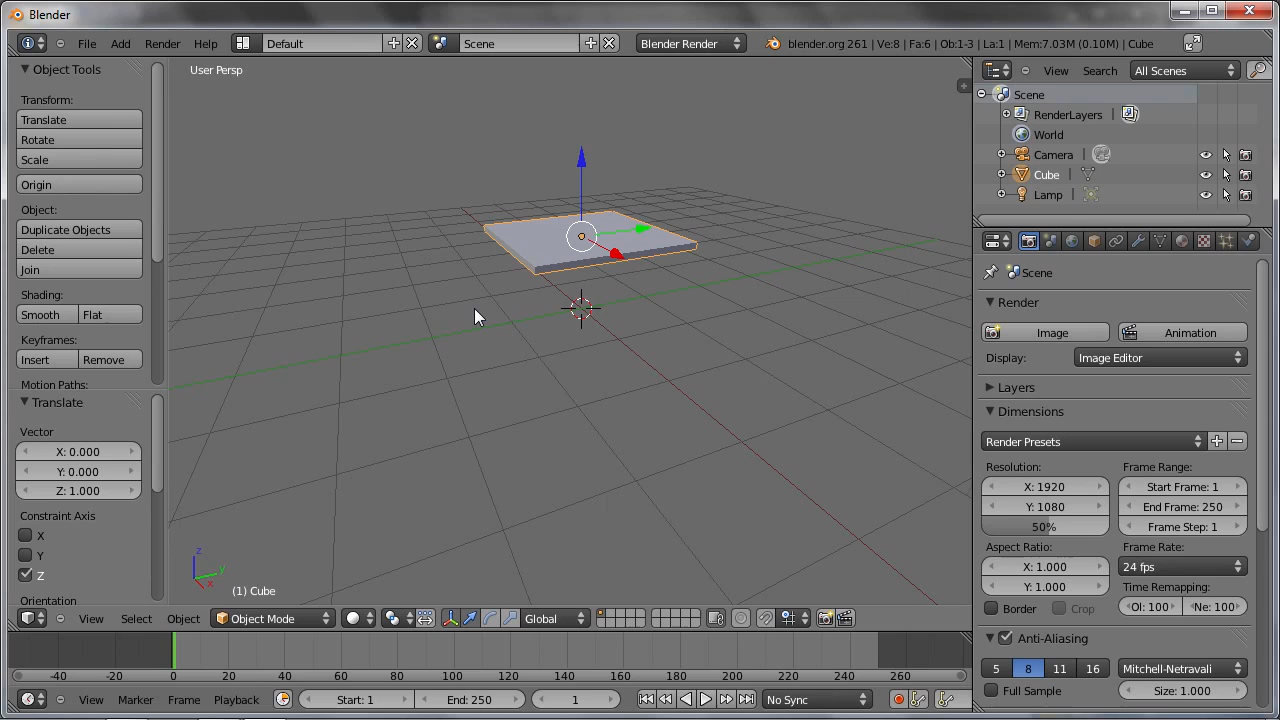 Blender
File Add Render Help Default Scene Blender Render blender.org 261 | Ve:8 | Fa:6 | Ob:1-3 | La:1 | Mem:7.03M (0.10M) | Cube
Object Tools
Transform:
Translate
Rotate
Scale
Origin
Object:
Duplicate Objects
Delete
Join
Shading:
Smooth Flat
Keyframes:
Insert Remove
Motion Paths:
Translate
Vector
X: 0.000
Y: 0.000
Z: 1.000
Constraint Axis
X
Y
Z
Orientation
User Persp
z
y
x
(1) Cube
View Select Object Object Mode Global
-40 -20 0 20 40 60 80 100 120 140 160 180 200 220 240 260
View Marker Frame Playback Start: 1 End: 250 1 No Sync
View Search All Scenes
Scene
RenderLayers |
World
Camera |
Cube |
Lamp |
Scene
Render
Image Animation
Display: Image Editor
Layers
Dimensions
Render Presets
Resolution: Frame Range:
X: 1920 Start Frame: 1
Y: 1080 End Frame: 250
50% Frame Step: 1
Aspect Ratio: Frame Rate:
X: 1.000 24 fps
Y: 1.000 Time Remapping:
Border Crop Ol: 100 Ne: 100
Anti-Aliasing
5 8 11 16 Mitchell-Netravali
Full Sample Size: 1.000